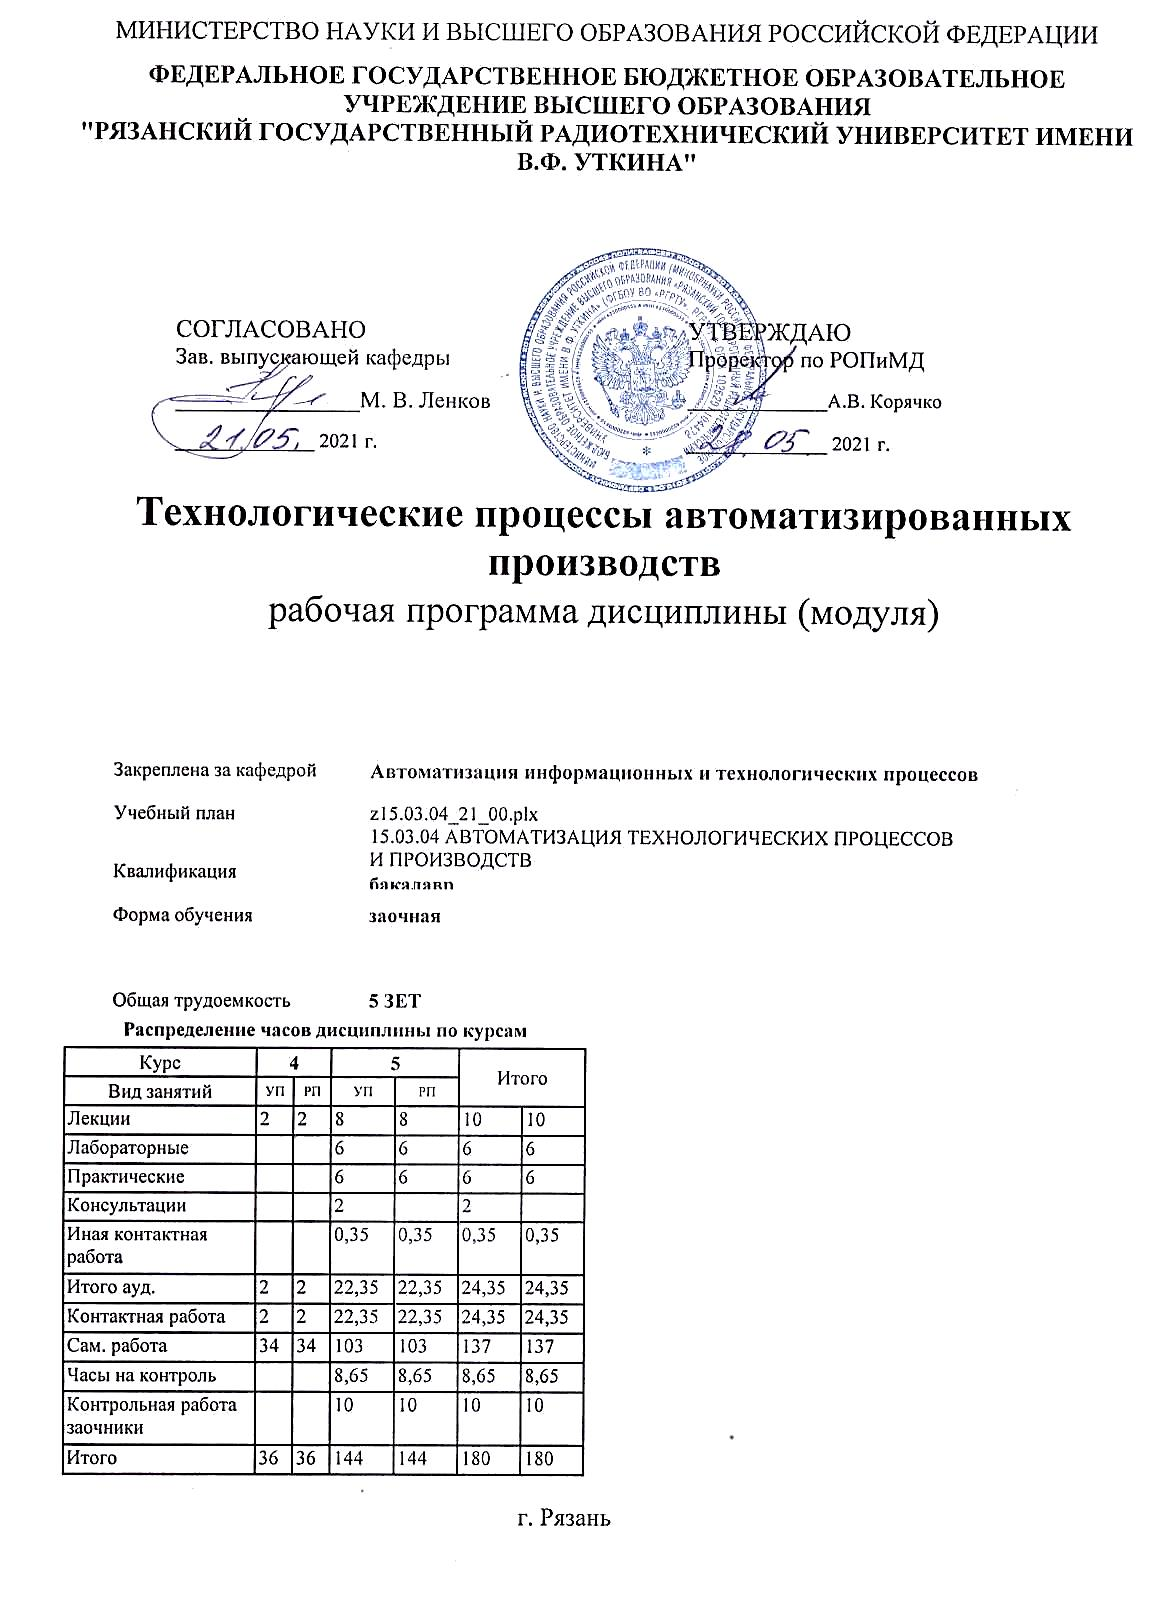 МИНИСТЕРСТВО НАУКИ И ВЫСШЕГО ОБРАЗОВАНИЯ РОССИЙСКОЙ ФЕДЕРАЦИИ
ФЕДЕРАЛЬНОЕ ГОСУДАРСТВЕННОЕ БЮДЖЕТНОЕ ОБРАЗОВАТЕЛЬНОЕ
УЧРЕЖДЕНИЕ ВЫСШЕГО ОБРАЗОВАНИЯ
"РЯЗАНСКИЙ ГОСУДАРСТВЕННЫЙ РАДИОТЕХНИЧЕСКИЙ УНИВЕРСИТЕТ ИМЕНИ
В.Ф. УТКИНА"
СОГЛАСОВАНО
Зав. выпускающей кафедры
М. В. Ленков
21.05. 2021 г.
УТВЕРЖДАЮ
Проректор по РОПиМД
А.В. Корячко
05 2021 г.
Технологические процессы автоматизированных
производств
рабочая программа дисциплины (модуля)
Закреплена за кафедрой Автоматизация информационных и технологических процессов
Учебный план z15.03.04_21_00.plx
15.03.04 АВТОМАТИЗАЦИЯ ТЕХНОЛОГИЧЕСКИХ ПРОЦЕССОВ
И ПРОИЗВОДСТВ
Квалификация бакалавр
Форма обучения заочная
Общая трудоемкость 5 ЗЕТ
Распределение часов дисциплины по курсам
Курс 4 5 Итого
Вид занятий УП РП УП РП
Лекции 2 2 8 8 10 10
Лабораторные 6 6 6 6
Практические 6 6 6 6
Консультации 2 2
Иная контактная
работа 0,35 0,35 0,35 0,35
Итого ауд. 2 2 22,35 22,35 24,35 24,35
Контактная работа 2 2 22,35 22,35 24,35 24,35
Сам. работа 34 34 103 103 137 137
Часы на контроль 8,65 8,65 8,65 8,65
Контрольная работа
заочники 10 10 10 10
Итого 36 36 144 144 180 180
г. Рязань